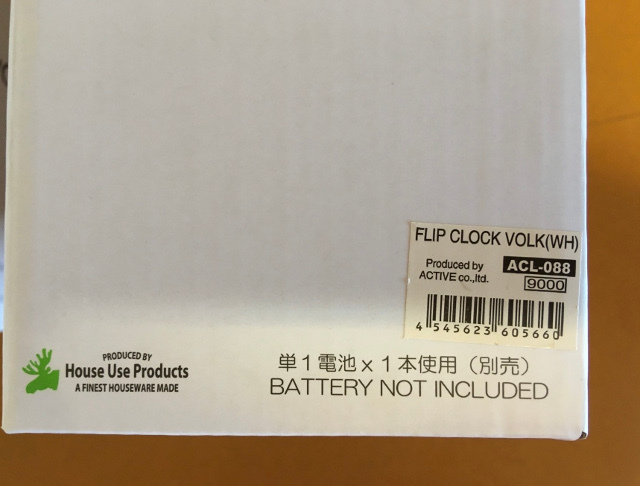 FLIP CLOCK VOLK(WH)
Produced by ACL-088
ACTIVE co.,ltd. 9000
4 545623 605660
PRODUCED BY
House Use Products
A FINEST HOUSEWARE MADE
単1電池×1本使用（別売）
BATTERY NOT INCLUDED